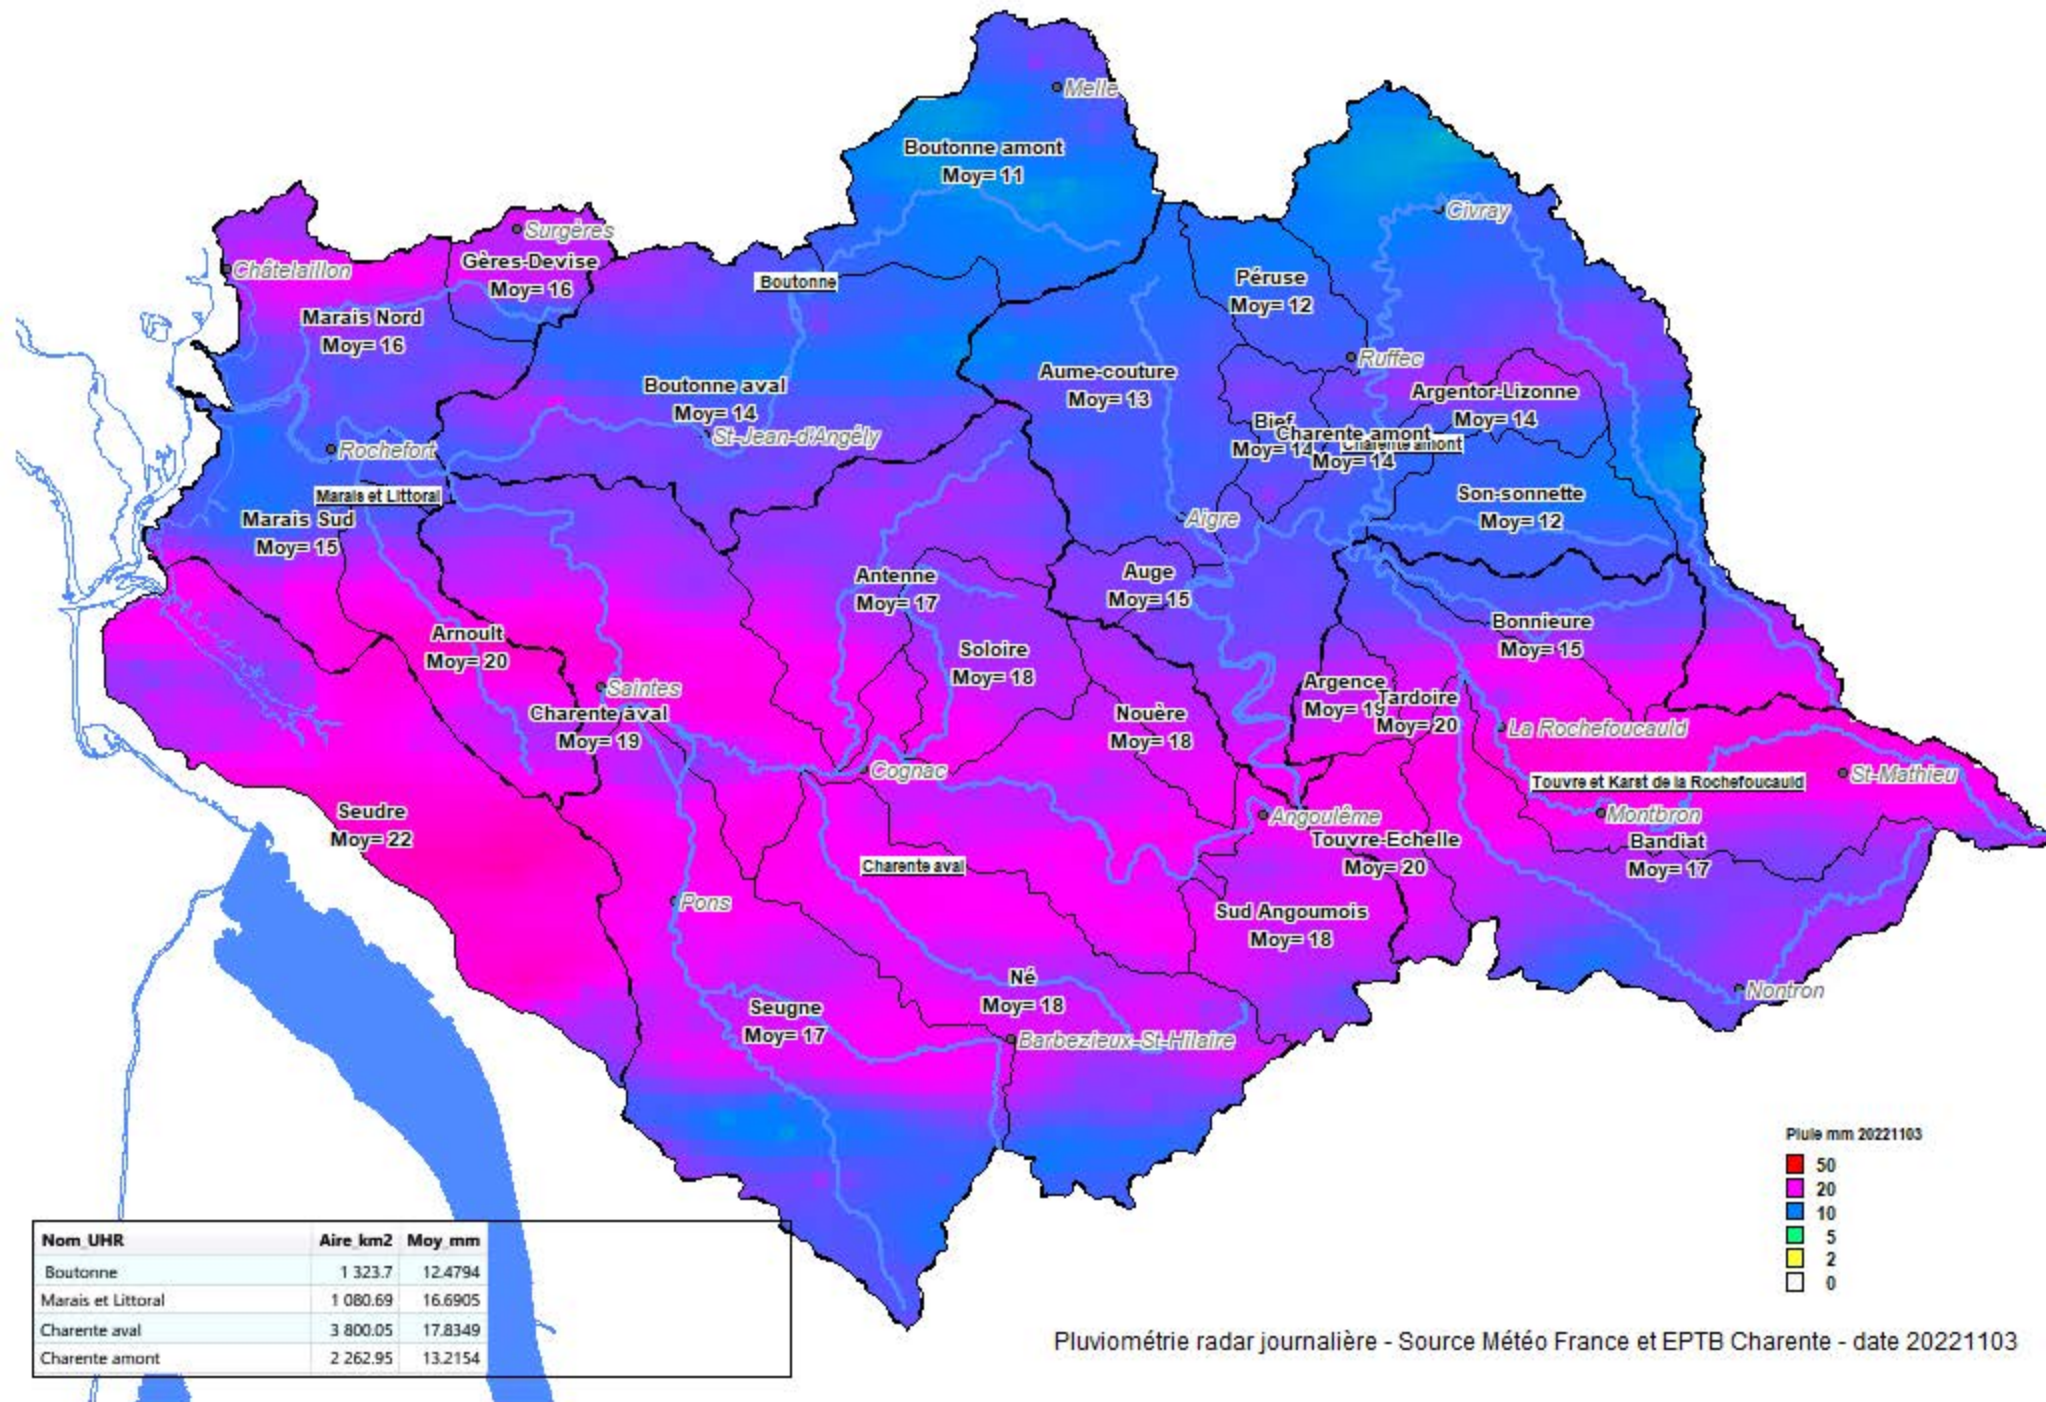 Melle
Boutonne amont
Moy= 11
Civray
Surgères
Châtelaillon
Gères-Devise
Moy= 16
Boutonne
Péruse
Moy= 12
Marais Nord
Moy= 16
Ruffec
Aume-couture
Moy= 13
Boutonne aval
Moy= 14
Argentor-Lizonne
Moy= 14
St-Jean-d'Angély
Bief
Moy= 14
Charente amont
Moy= 14
Charente amont
Rochefort
Marais et Littoral
Son-sonnette
Moy= 12
Marais Sud
Moy= 15
Aigre
Antenne
Moy= 17
Auge
Moy= 15
Bonnieure
Moy= 15
Arnoult
Moy= 20
Soloire
Moy= 18
Saintes
Charente aval
Moy= 19
Nouère
Moy= 18
Argence
Moy= 19
Tardoire
Moy= 20
La Rochefoucauld
Cognac
Touvre et Karst de la Rochefoucauld
St-Mathieu
Seudre
Moy= 22
Angoulême
Montbron
Touvre-Echelle
Moy= 20
Bandiat
Moy= 17
Charente aval
Pons
Sud Angoumois
Moy= 18
Né
Moy= 18
Nontron
Seugne
Moy= 17
Barbezieux-St-Hilaire
Pluie mm 20221103
50
20
10
5
2
0
Nom_UHR Aire_km2 Moy_mm
Boutonne 1 323.7 12.4794
Marais et Littoral 1 080.69 16.6905
Charente aval 3 800.05 17.8349
Charente amont 2 262.95 13.2154
Pluviométrie radar journalière - Source Météo France et EPTB Charente - date 20221103